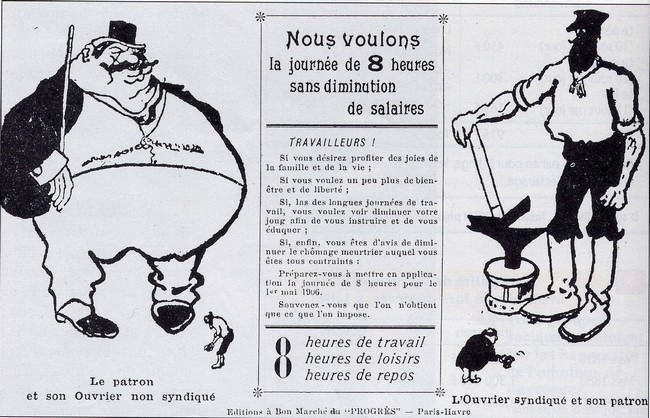 Nous voulons
la journée de 8 heures
sans diminution
de salaires
TRAVAILLEURS !
Si vous désirez profiter des joies de
la famille et de la vie ;
Si vous voulez un peu plus de bien-
être et de liberté ;
Si, las des longues journées de tra-
vail, vous voulez voir diminuer votre
joug afin de vous instruire et de vous
éduquer ;
Si, enfin, vous êtes d'avis de dimi-
nuer le chômage meurtrier auquel vous
êtes tous contraints :
Préparez-vous à mettre en applica-
tion la journée de 8 heures pour le
1er mai 1906.
Souvenez-vous que l'on n'obtient
que ce que l'on impose.
8 heures de travail
heures de loisirs
heures de repos
Le patron
et son Ouvrier non syndiqué
L'Ouvrier syndiqué et son patron
Editions à Bon Marché du "PROGRÈS" — Paris-Havre